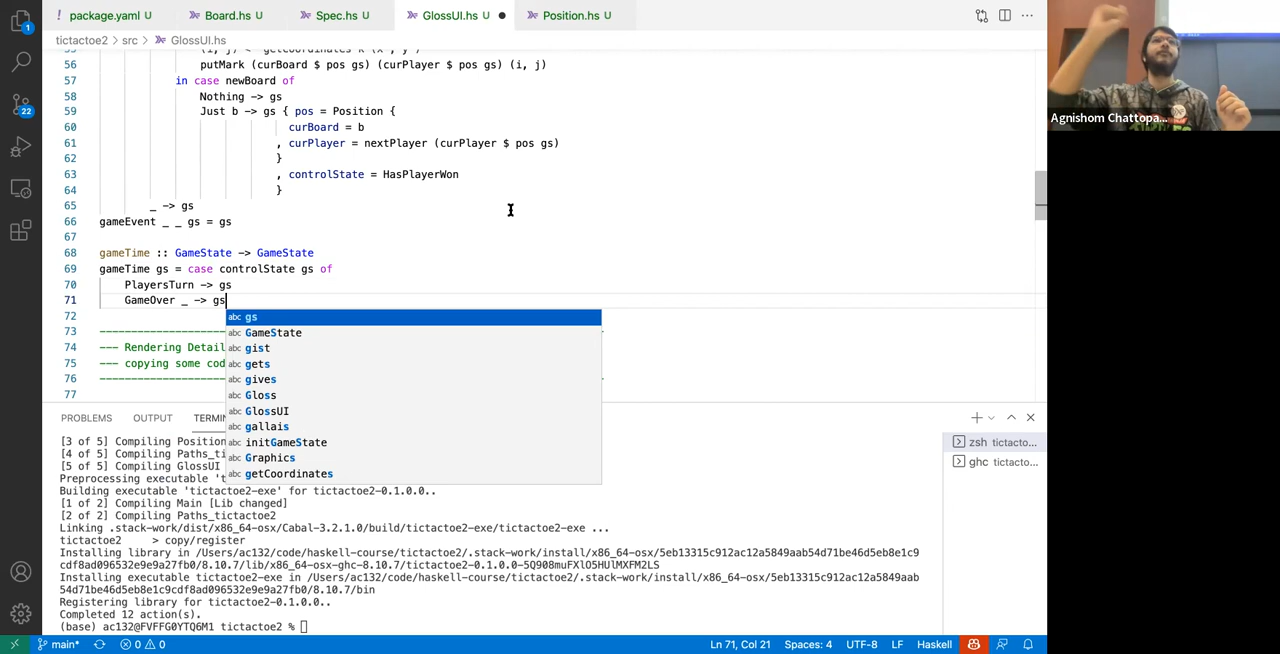 ! package.yaml U
Board.hs U
Spec.hs U
GlossUI.hs U
Position.hs U
tictactoe2 > src > GlossUI.hs
55 (i, j) <- getCoordinates k (x , y )
56 putMark (curBoard $ pos gs) (curPlayer $ pos gs) (i, j)
57 in case newBoard of
58 Nothing -> gs
59 Just b -> gs { pos = Position {
60 curBoard = b
61 , curPlayer = nextPlayer (curPlayer $ pos gs)
62 }
63 , controlState = HasPlayerWon
64 }
65 _ -> gs
66 gameEvent _ _ gs = gs
67
68 gameTime :: GameState -> GameState
69 gameTime gs = case controlState gs of
70 PlayersTurn -> gs
71 GameOver _ -> gs
72
73 ----------------------
74 --- Rendering Detail
75 --- copying some cod
76 ----------------------
77
abc gs
abc GameState
abc gist
abc gets
abc gives
abc Gloss
abc GlossUI
abc gallais
abc initGameState
abc Graphics
abc getCoordinates
PROBLEMS OUTPUT TERMIN
zsh tictacto...
ghc tictacto...
[3 of 5] Compiling Position
[4 of 5] Compiling Paths_ti
[5 of 5] Compiling GlossUI
Preprocessing executable 't
Building executable 'tictactoe2-exe' for tictactoe2-0.1.0.0..
[1 of 2] Compiling Main [Lib changed]
[2 of 2] Compiling Paths_tictactoe2
Linking .stack-work/dist/x86_64-osx/Cabal-3.2.1.0/build/tictactoe2-exe/tictactoe2-exe ...
tictactoe2 > copy/register
Installing library in /Users/ac132/code/haskell-course/tictactoe2/.stack-work/install/x86_64-osx/5eb13315c912ac12a5849aab54d71be46d5eb8e1c9
cdf8ad096532e9e9a27fb0/8.10.7/lib/x86_64-osx-ghc-8.10.7/tictactoe2-0.1.0.0-5Q908muFXlO5HUlMXFM2LS
Installing executable tictactoe2-exe in /Users/ac132/code/haskell-course/tictactoe2/.stack-work/install/x86_64-osx/5eb13315c912ac12a5849aab
54d71be46d5eb8e1c9cdf8ad096532e9e9a27fb0/8.10.7/bin
Registering library for tictactoe2-0.1.0.0..
Completed 12 action(s).
(base) ac132@FVFFG0YTQ6M1 tictactoe2 %
1
22
main*
0 0
Ln 71, Col 21 Spaces: 4 UTF-8 LF Haskell
Agnishom Chattopa...